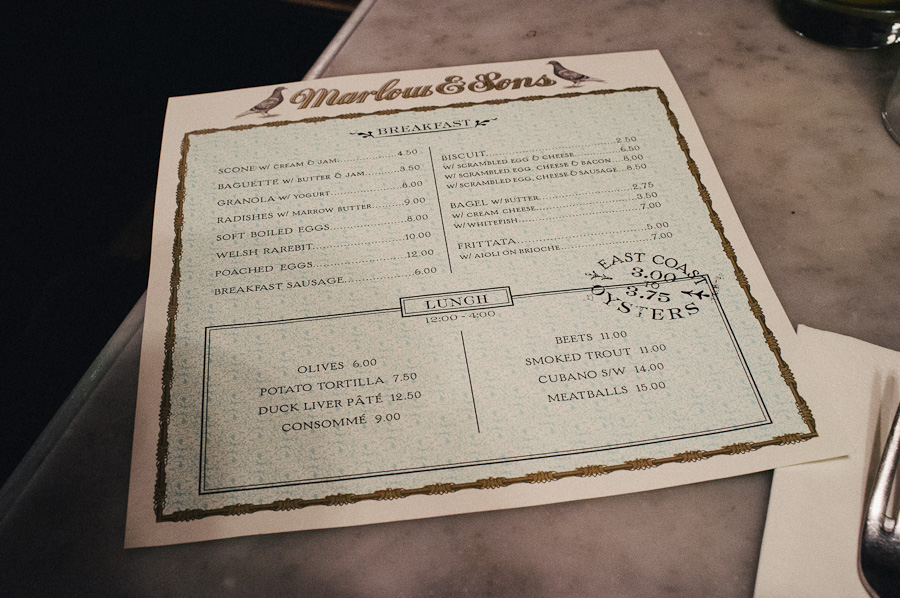 Marlow & Sons
BREAKFAST
SCONE W/ CREAM & JAM..................4.50
BAGUETTE W/ BUTTER & JAM..........3.50
GRANOLA W/ YOGURT..................8.00
RADISHES W/ MARROW BUTTER........9.00
SOFT BOILED EGGS....................8.00
WELSH RAREBIT........................10.00
POACHED EGGS........................12.00
BREAKFAST SAUSAGE..................6.00
BISCUIT..................................2.50
W/ SCRAMBLED EGG & CHEESE............6.50
W/ SCRAMBLED EGG, CHEESE & BACON...8.00
W/ SCRAMBLED EGG, CHEESE & SAUSAGE...8.50
BAGEL W/ BUTTER........................2.75
W/ CREAM CHEESE........................3.50
W/ WHITEFISH............................7.00
FRITTATA................................5.00
W/ AIOLI ON BRIOCHE....................7.00
EAST COAST
3.00
TO
3.75
OYSTERS
LUNCH
12:00 - 4:00
OLIVES 6.00
POTATO TORTILLA 7.50
DUCK LIVER PÂTÉ 12.50
CONSOMMÉ 9.00
BEETS 11.00
SMOKED TROUT 11.00
CUBANO S/W 14.00
MEATBALLS 15.00